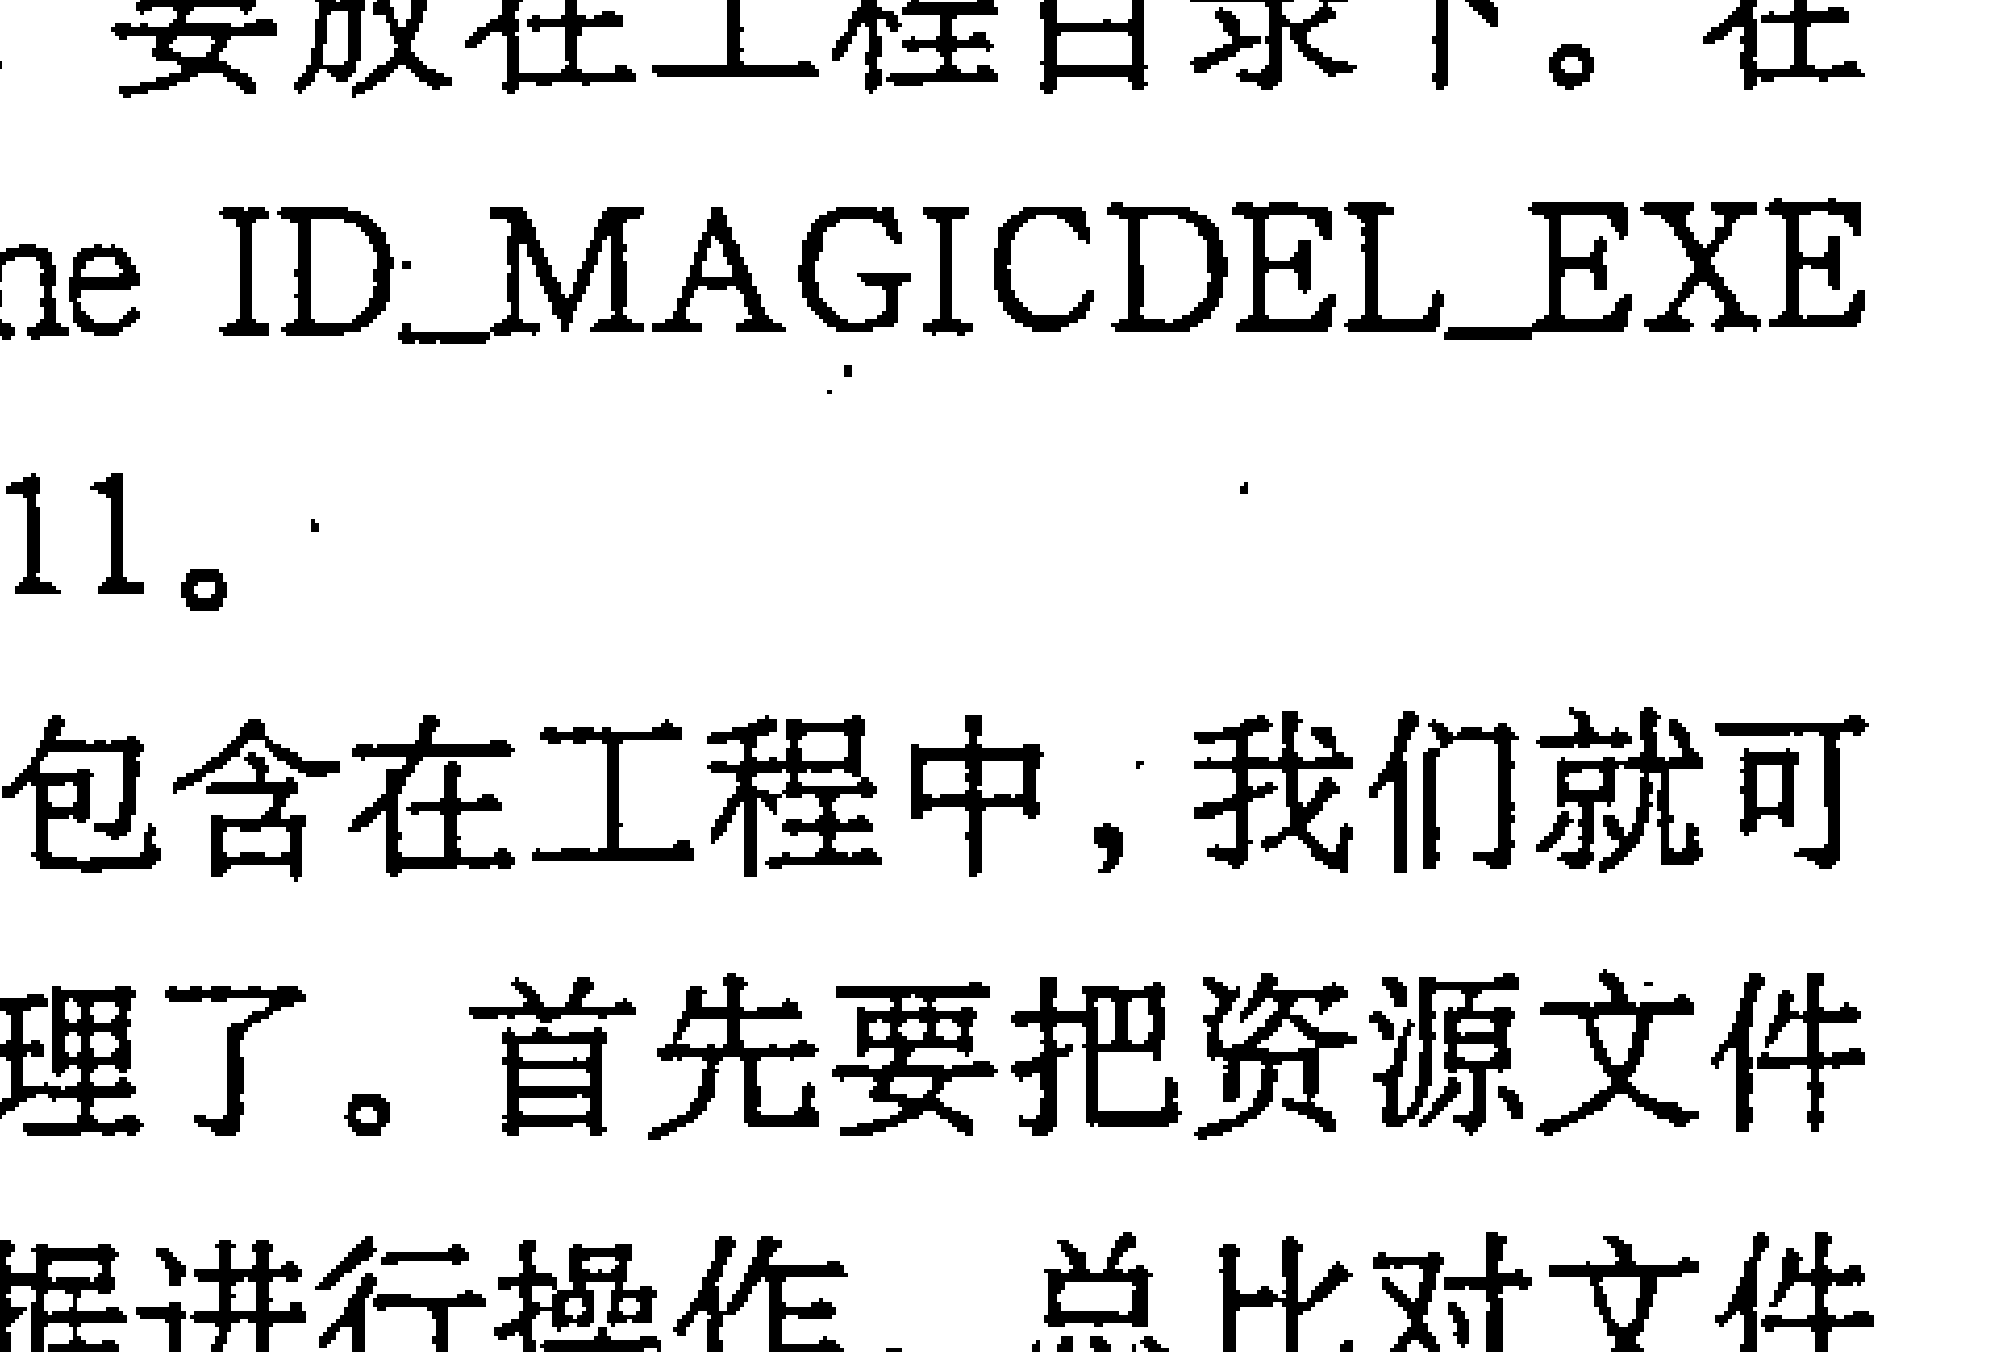 要放在工程目录下。在
ne ID_MAGICDEL_EXE
11。
包含在工程中，我们就可
理了。首先要把资源文件
据进行操作，总比对文件